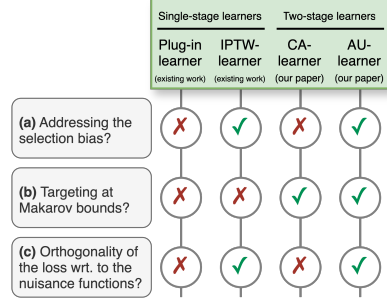 Single-stage learners Two-stage learners
Plug-in IPTW- CA- AU-
learner learner learner learner
(existing work) (existing work) (our paper) (our paper)
(a) Addressing the
selection bias?
✗ ✓ ✗ ✓
(b) Targeting at
Makarov bounds?
✗ ✗ ✓ ✓
(c) Orthogonality of
the loss wrt. to the
nuisance functions?
✗ ✓ ✗ ✓